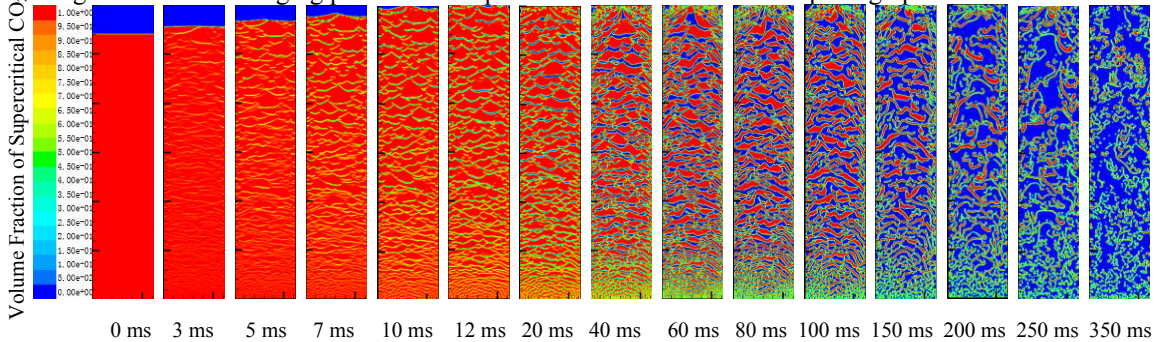 Volume Fraction of Supercritical CO₂
1.00e+00
9.50e-01
9.00e-01
8.50e-01
8.00e-01
7.50e-01
7.00e-01
6.50e-01
6.00e-01
5.50e-01
5.00e-01
4.50e-01
4.00e-01
3.50e-01
3.00e-01
2.50e-01
2.00e-01
1.50e-01
1.00e-01
5.00e-02
0.00e+00
0 ms 3 ms 5 ms 7 ms 10 ms 12 ms 20 ms 40 ms 60 ms 80 ms 100 ms 150 ms 200 ms 250 ms 350 ms